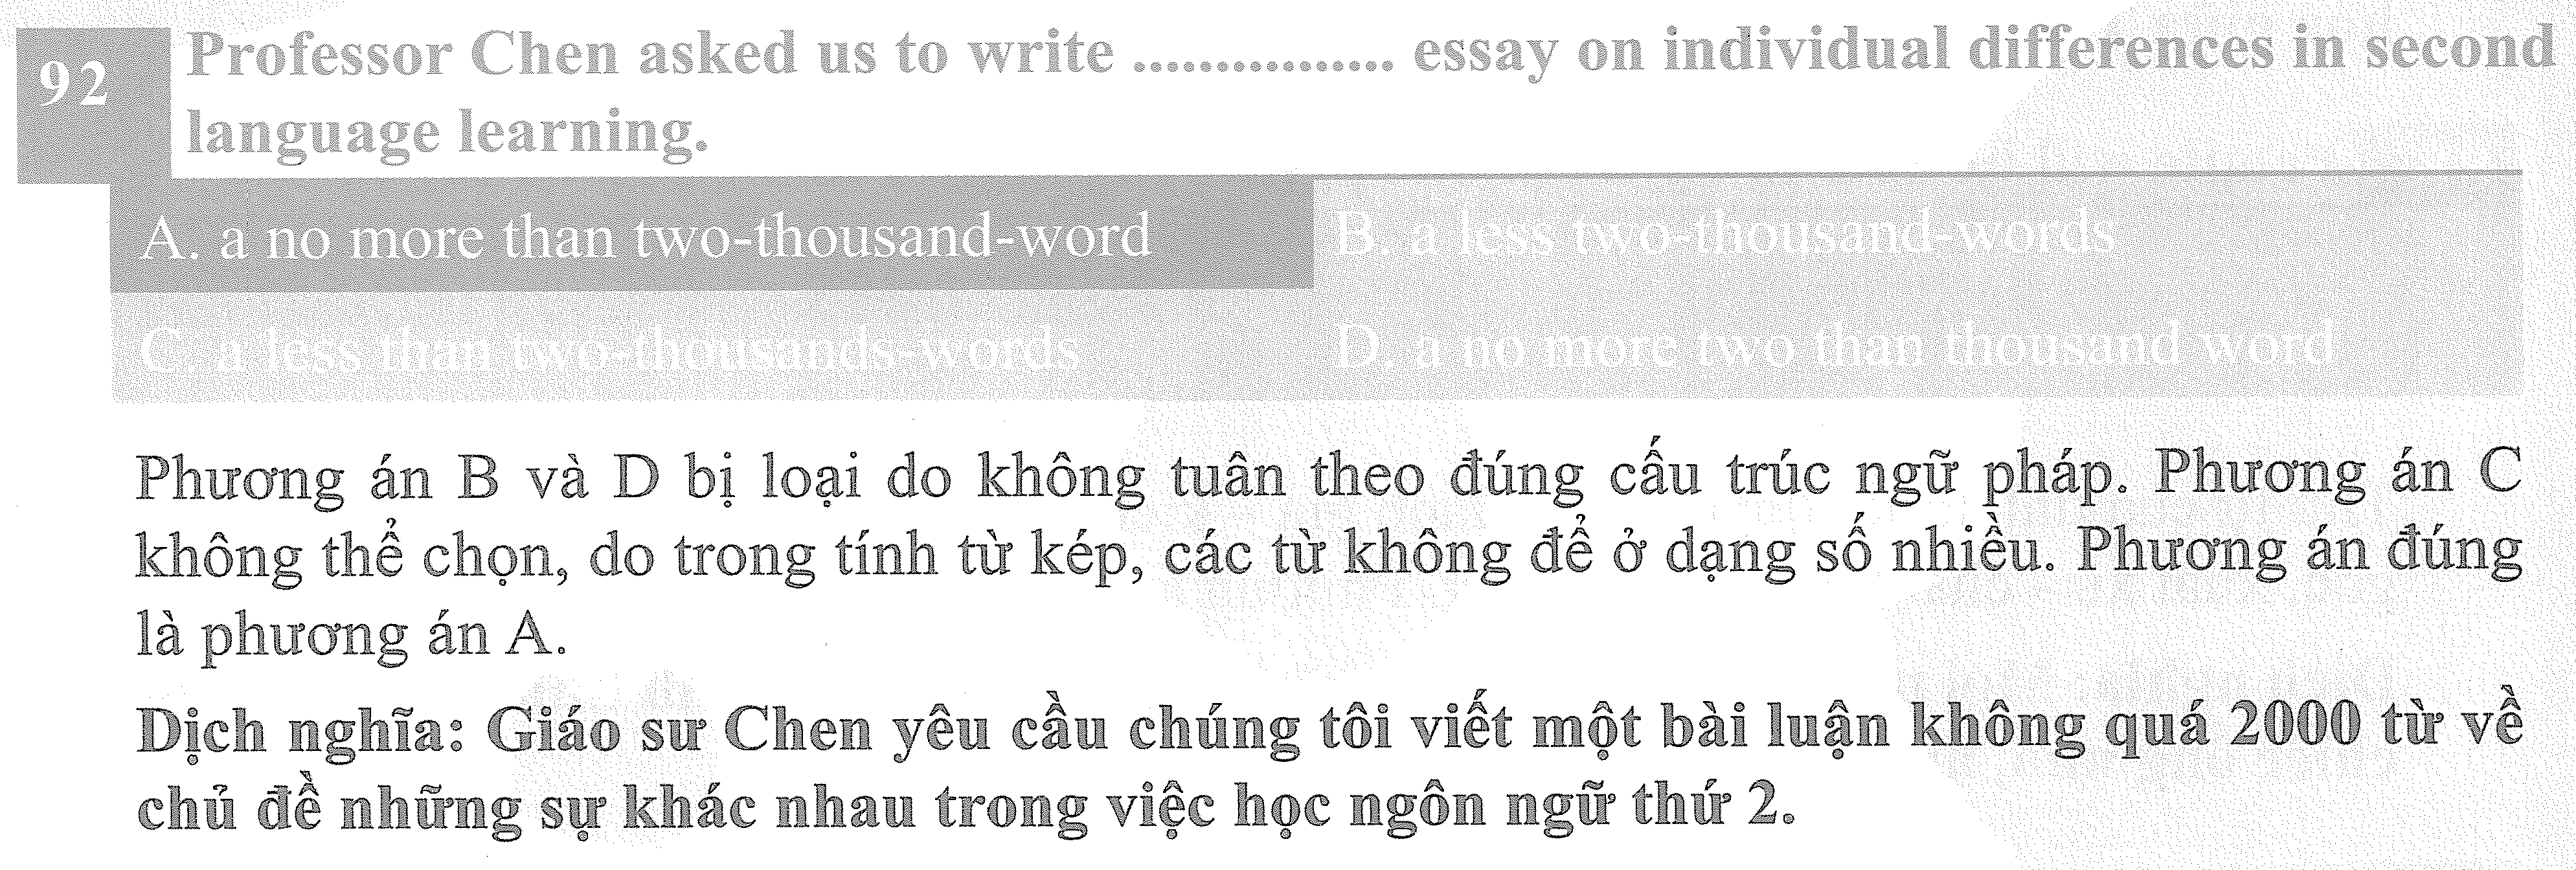 92
Professor Chen asked us to write ................ essay on individual differences in second
language learning.
A. a no more than two-thousand-word
B. a less two-thousand-words
C. a less than two-thousands-words
D. a no more two than thousand word
Phương án B và D bị loại do không tuân theo đúng cấu trúc ngữ pháp. Phương án C
không thể chọn, do trong tính từ kép, các từ không để ở dạng số nhiều. Phương án đúng
là phương án A.
Dịch nghĩa: Giáo sư Chen yêu cầu chúng tôi viết một bài luận không quá 2000 từ về
chủ đề những sự khác nhau trong việc học ngôn ngữ thứ 2.